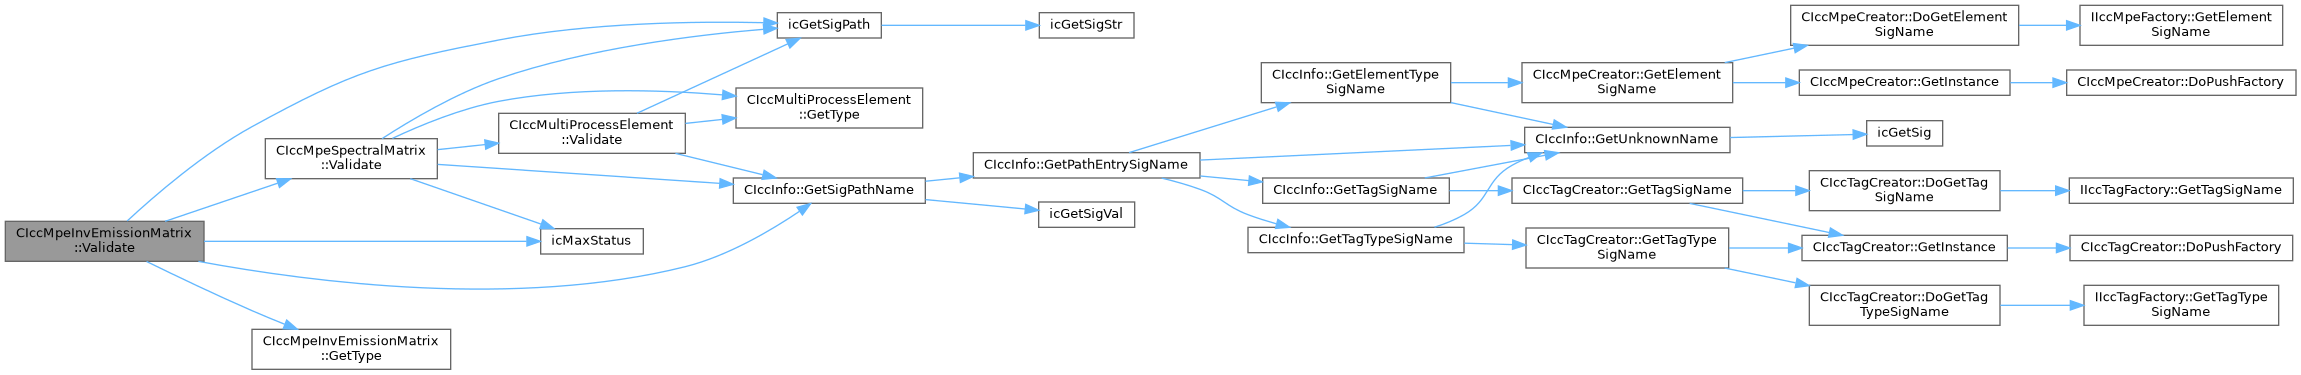 CIccMpeInvEmissionMatrix
::Validate
CIccMpeSpectralMatrix
::Validate
CIccMpeInvEmissionMatrix
::GetType
CIccMultiProcessElement
::Validate
icMaxStatus
icGetSigPath
CIccMultiProcessElement
::GetType
CIccInfo::GetSigPathName
icGetSigStr
CIccInfo::GetPathEntrySigName
icGetSigVal
CIccInfo::GetElementType
SigName
CIccInfo::GetTagSigName
CIccInfo::GetTagTypeSigName
CIccMpeCreator::GetElement
SigName
CIccInfo::GetUnknownName
CIccTagCreator::GetTagSigName
CIccTagCreator::GetTagType
SigName
CIccMpeCreator::DoGetElement
SigName
CIccMpeCreator::GetInstance
icGetSig
CIccTagCreator::DoGetTag
SigName
CIccTagCreator::GetInstance
CIccTagCreator::DoGetTag
TypeSigName
IIccMpeFactory::GetElement
SigName
CIccMpeCreator::DoPushFactory
IIccTagFactory::GetTagSigName
CIccTagCreator::DoPushFactory
IIccTagFactory::GetTagType
SigName